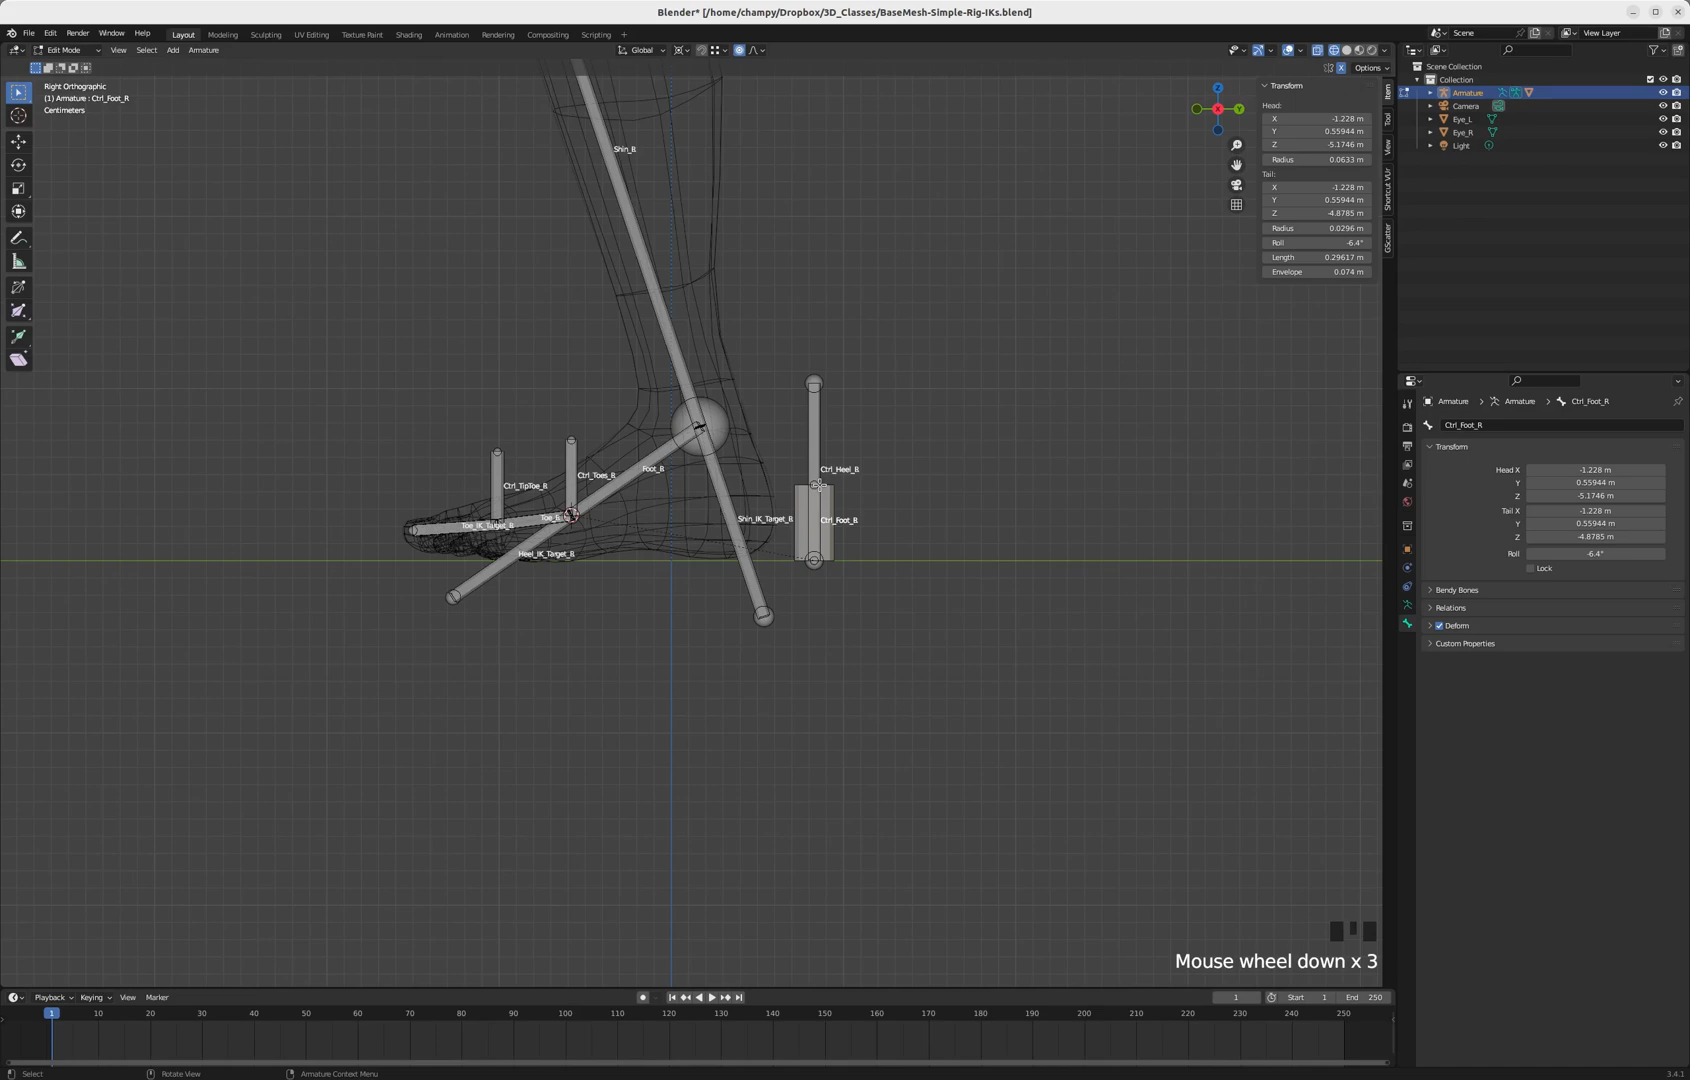 Blender* [/home/champy/Dropbox/3D_Classes/BaseMesh-Simple-Rig-IKs.blend]
File Edit Render Window Help Layout Modeling Sculpting UV Editing Texture Paint Shading Animation Rendering Compositing Scripting + Scene View Layer
Edit Mode View Select Add Armature Global
X Options
Right Orthographic
(1) Armature : Ctrl_Foot_R
Centimeters
Z
Y
X
Transform
Head:
X -1.228 m
Y 0.55944 m
Z -5.1746 m
Radius 0.0633 m
Tail:
X -1.228 m
Y 0.55944 m
Z -4.8785 m
Radius 0.0296 m
Roll -6.4°
Length 0.29617 m
Envelope 0.074 m
Item
Tool
View
Shortcut VUr
GScatter
Scene Collection
Collection
Armature
Camera
Eye_L
Eye_R
Light
Shin_R
Ctrl_Heel_R
Foot_R
Ctrl_Toes_R
Ctrl_TipToe_R
Toe_R
Toe_IK_Target_R
Shin_IK_Target_R
Ctrl_Foot_R
Heel_IK_Target_R
Armature > Armature > Ctrl_Foot_R
Ctrl_Foot_R
Transform
Head X -1.228 m
Y 0.55944 m
Z -5.1746 m
Tail X -1.228 m
Y 0.55944 m
Z -4.8785 m
Roll -6.4°
Lock
Bendy Bones
Relations
Deform
Custom Properties
Mouse wheel down x 3
Playback Keying View Marker 1 Start 1 End 250
1 10 20 30 40 50 60 70 80 90 100 110 120 130 140 150 160 170 180 190 200 210 220 230 240 250
Select Rotate View Armature Context Menu 3.4.1